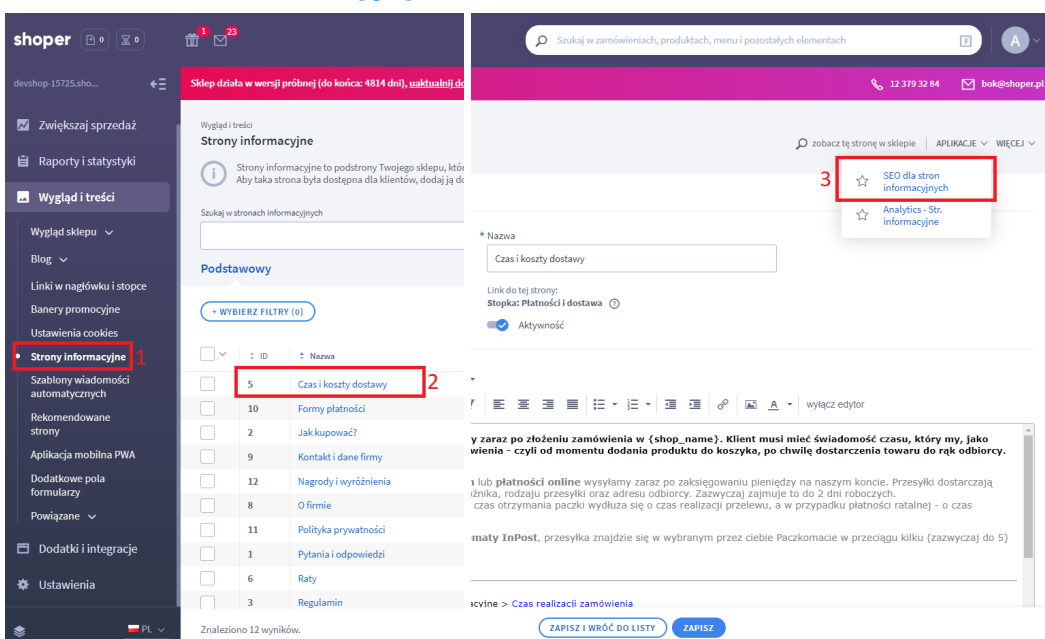 shoper 0 0
1 23
Szukaj w zamówieniach, produktach, menu i pozostałych elementach
F
A
devshop-15725.sho...
Sklep działa w wersji próbnej (do końca: 4814 dni), uaktualnij do
12 379 32 84
bok@shoper.pl
Zwiększaj sprzedaż
Raporty i statystyki
Wygląd i treści
Wygląd sklepu
Blog
Linki w nagłówku i stopce
Banery promocyjne
Ustawienia cookies
Strony informacyjne
1
Szablony wiadomości
automatycznych
Rekomendowane
strony
Aplikacja mobilna PWA
Dodatkowe pola
formularzy
Powiązane
Dodatki i integracje
Ustawienia
PL
Wygląd i treści
Strony informacyjne
Strony informacyjne to podstrony Twojego sklepu, któr
Aby taka strona była dostępna dla klientów, dodaj ją do
Szukaj w stronach informacyjnych
Podstawowy
+ WYBIERZ FILTRY (0)
ID Nazwa
5 Czas i koszty dostawy
2
10 Formy płatności
2 Jak kupować?
9 Kontakt i dane firmy
12 Nagrody i wyróżnienia
8 O firmie
11 Polityka prywatności
1 Pytania i odpowiedzi
6 Raty
3 Regulamin
Znaleziono 12 wyników.
zobacz tę stronę w sklepie APLIKACJE WIĘCEJ
3
SEO dla stron
informacyjnych
Analytics - Str.
informacyjne
* Nazwa
Czas i koszty dostawy
Link do tej strony:
Stopka: Płatności i dostawa ?
Aktywność
A wyłącz edytor
y zaraz po złożeniu zamówienia w {shop_name}. Klient musi mieć świadomość czasu, który my, jako
wienia - czyli od momentu dodania produktu do koszyka, po chwilę dostarczenia towaru do rąk odbiorcy.
lub płatności online wysyłamy zaraz po zaksięgowaniu pieniędzy na naszym koncie. Przesyłki dostarczają
oźnika, rodzaju przesyłki oraz adresu odbiorcy. Zazwyczaj zajmuje to do 2 dni roboczych.
czas otrzymania paczki wydłuża się o czas realizacji przelewu, a w przypadku płatności ratalnej - o czas
maty InPost, przesyłka znajdzie się w wybranym przez ciebie Paczkomacie w przeciągu kilku (zazwyczaj do 5)
acyjne > Czas realizacji zamówienia
ZAPISZ I WRÓĆ DO LISTY ZAPISZ